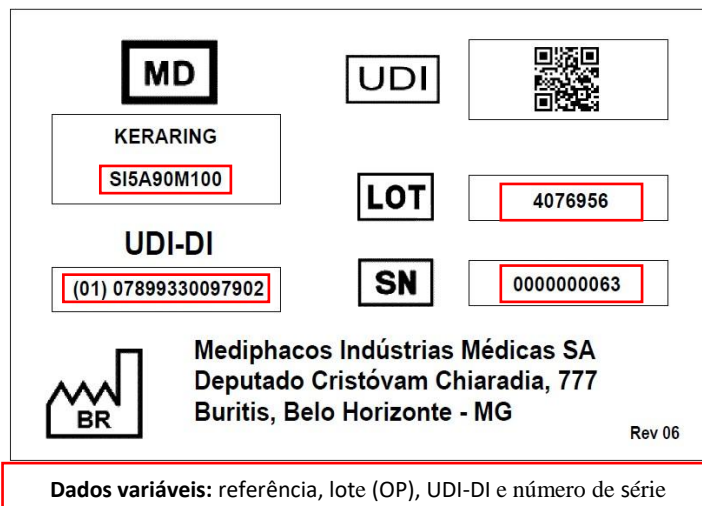 MD
UDI
KERARING
SI5A90M100
LOT
4076956
UDI-DI
(01) 07899330097902
SN
0000000063
BR
Mediphacos Indústrias Médicas SA
Deputado Cristóvam Chiaradia, 777
Buritis, Belo Horizonte - MG
Rev 06
Dados variáveis: referência, lote (OP), UDI-DI e número de série